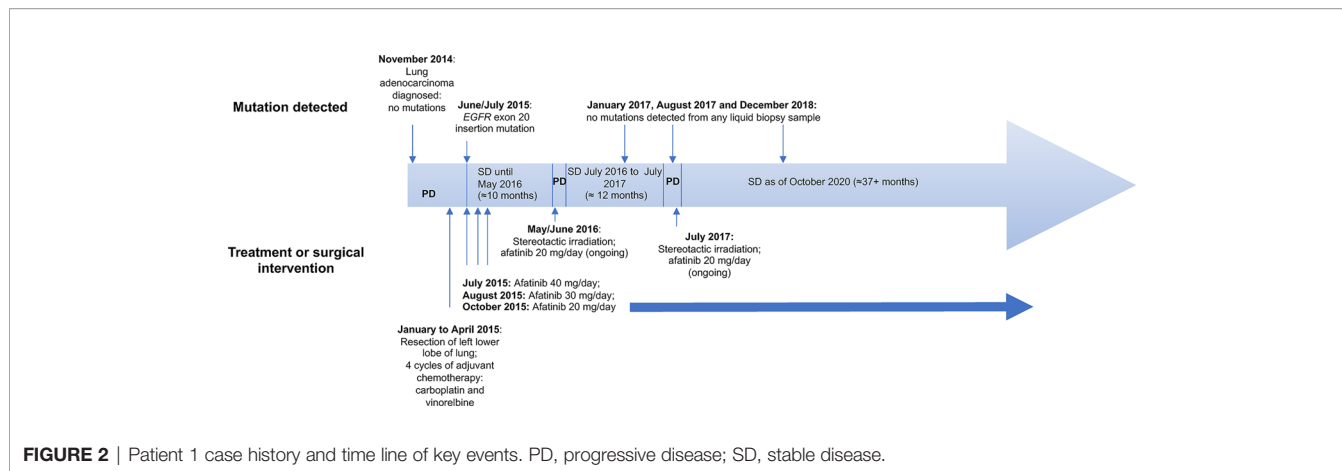 November 2014:
Lung
adenocarcinoma
diagnosed:
no mutations
Mutation detected
June/July 2015:
EGFR exon 20
insertion mutation
January 2017, August 2017 and December 2018:
no mutations detected from any liquid biopsy sample
PD
SD until
May 2016
(≈10 months)
PD
SD July 2016 to July
2017
(≈ 12 months)
PD
SD as of October 2020 (≈37+ months)
Treatment or surgical
intervention
May/June 2016:
Stereotactic irradiation;
afatinib 20 mg/day (ongoing)
July 2017:
Stereotactic irradiation;
afatinib 20 mg/day
(ongoing)
July 2015: Afatinib 40 mg/day;
August 2015: Afatinib 30 mg/day;
October 2015: Afatinib 20 mg/day
January to April 2015:
Resection of left lower
lobe of lung;
4 cycles of adjuvant
chemotherapy:
carboplatin and
vinorelbine
FIGURE 2 | Patient 1 case history and time line of key events. PD, progressive disease; SD, stable disease.